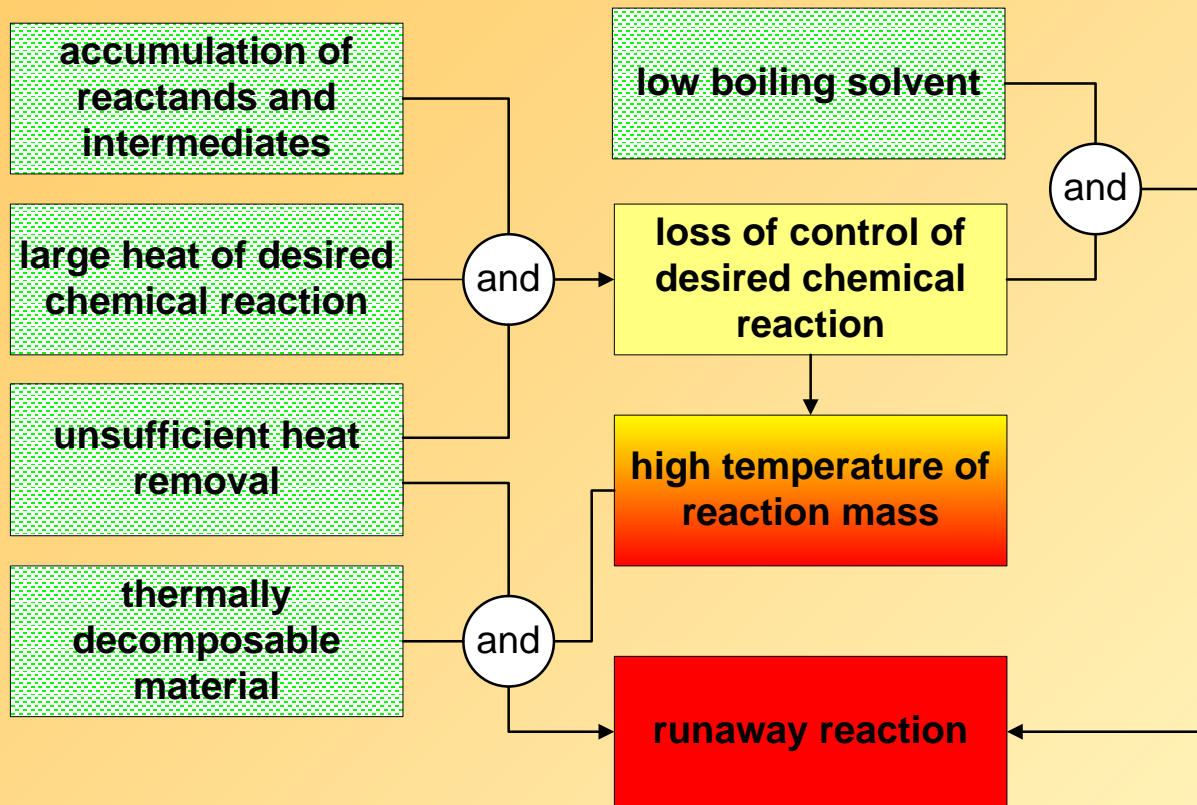 accumulation of
reactands and
intermediates
low boiling solvent
and
large heat of desired
chemical reaction
and
loss of control of
desired chemical
reaction
unsufficient heat
removal
high temperature of
reaction mass
thermally
decomposable
material
and
runaway reaction